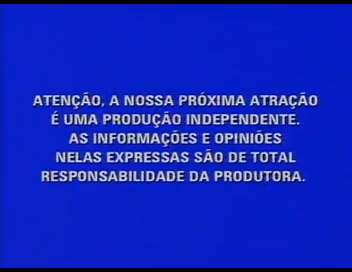 ATENÇÃO, A NOSSA PRÓXIMA ATRAÇÃO
É UMA PRODUÇÃO INDEPENDENTE.
AS INFORMAÇÕES E OPINIÕES
NELAS EXPRESSAS SÃO DE TOTAL
RESPONSABILIDADE DA PRODUTORA.